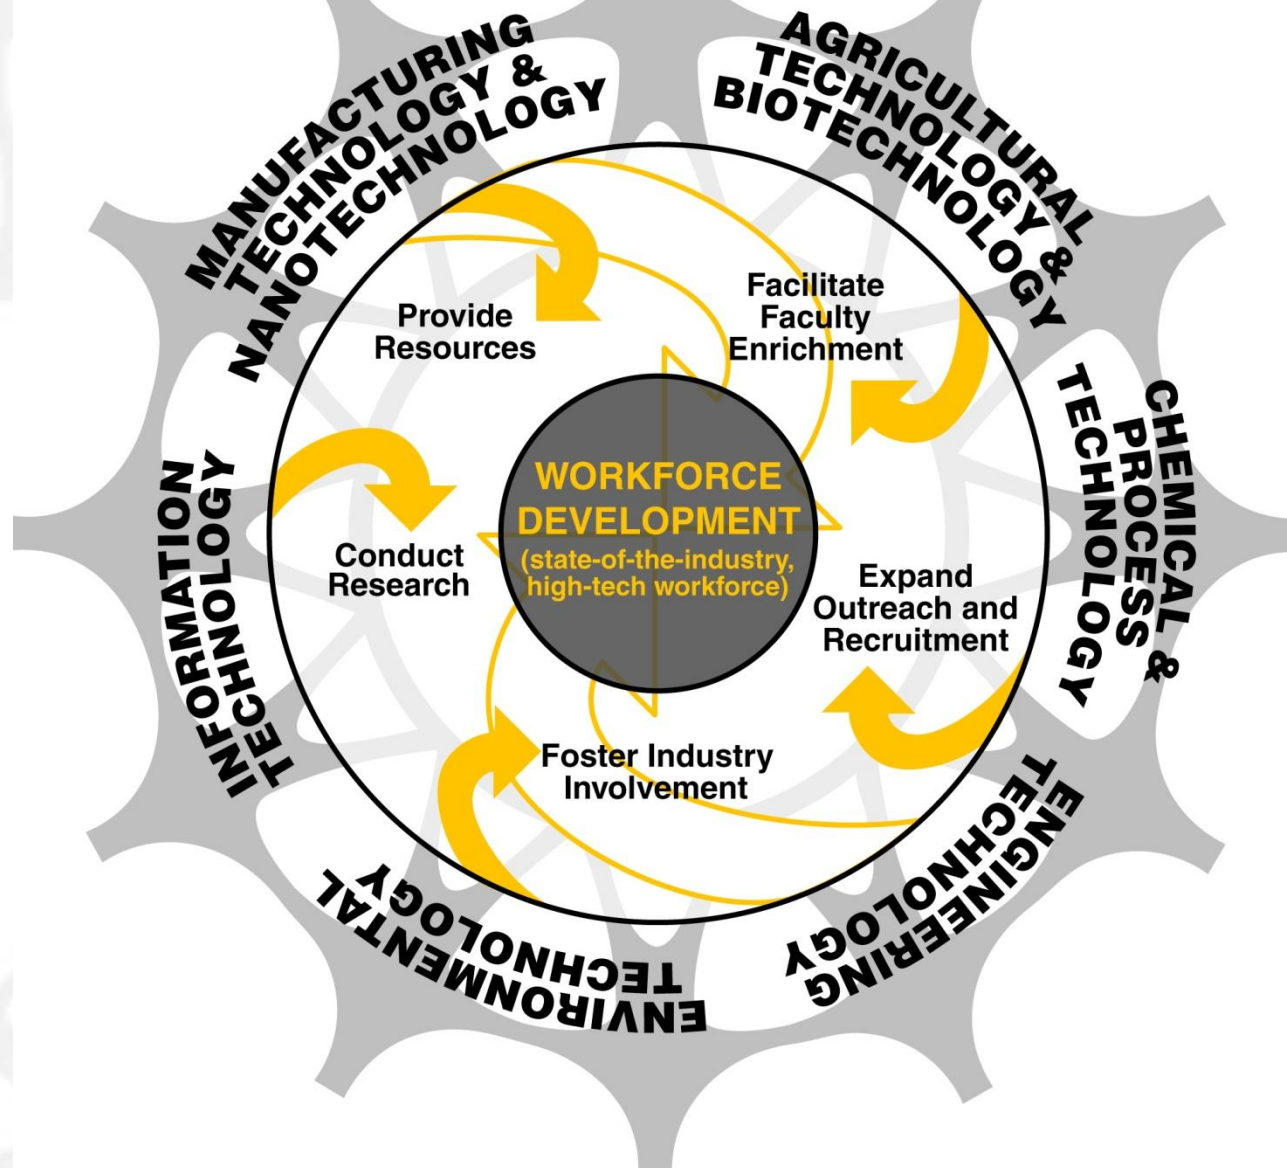 MANUFACTURING
TECHNOLOGY &
NANOTECHNOLOGY
AGRICULTURAL
TECHNOLOGY &
BIOTECHNOLOGY
CHEMICAL &
PROCESS
TECHNOLOGY
ENGINEERING
TECHNOLOGY
ENVIRONMENTAL
TECHNOLOGY
INFORMATION
TECHNOLOGY
Provide
Resources
Facilitate
Faculty
Enrichment
Expand
Outreach and
Recruitment
Foster Industry
Involvement
Conduct
Research
WORKFORCE
DEVELOPMENT
(state-of-the-industry,
high-tech workforce)